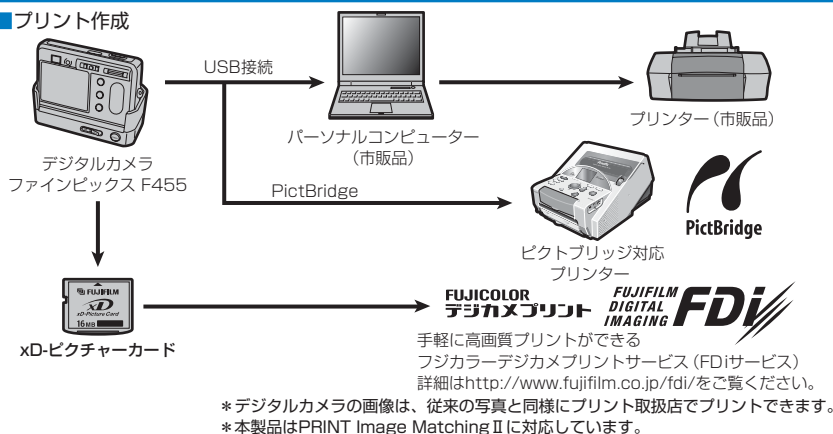 ■プリント作成
USB接続
パーソナルコンピューター
（市販品）
プリンター（市販品）
デジタルカメラ
ファインピックス F455
PictBridge
PictBridge
ピクトブリッジ対応
プリンター
FUJIFILM
xD
xD-Picture Card
16MB
xD-ピクチャーカード
FUJICOLOR
デジカメプリント
FUJIFILM
DIGITAL
IMAGING
FDi
手軽に高画質プリントができる
フジカラーデジカメプリントサービス（FDiサービス）
詳細はhttp://www.fujifilm.co.jp/fdi/をご覧ください。
＊デジタルカメラの画像は、従来の写真と同様にプリント取扱店でプリントできます。
＊本製品はPRINT Image MatchingⅡに対応しています。